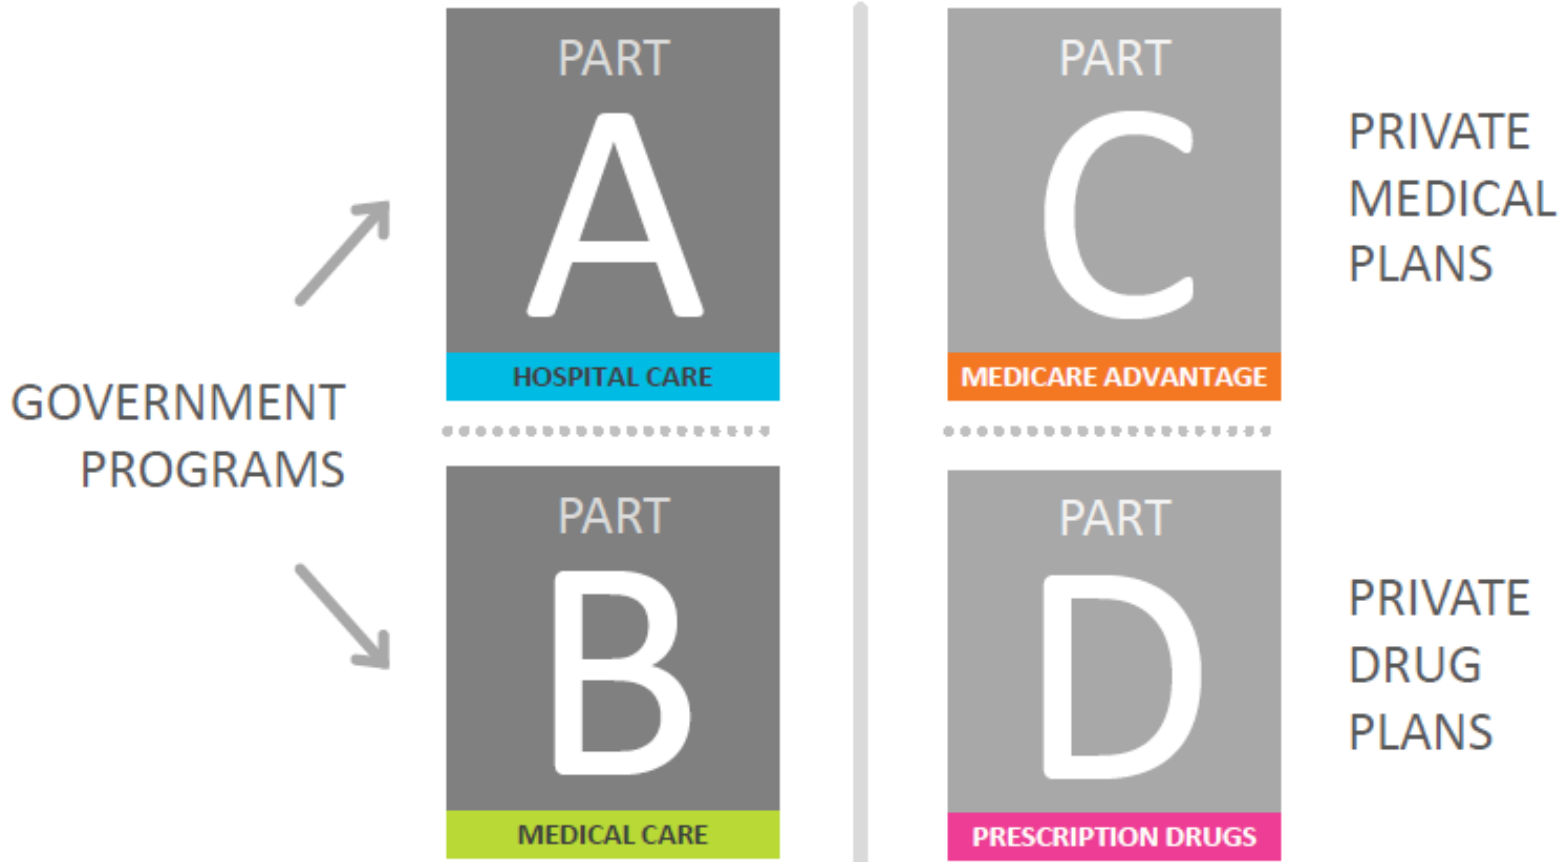 GOVERNMENT
PROGRAMS
PART
A
HOSPITAL CARE
PART
B
MEDICAL CARE
PART
C
MEDICARE ADVANTAGE
PRIVATE
MEDICAL
PLANS
PART
D
PRESCRIPTION DRUGS
PRIVATE
DRUG
PLANS